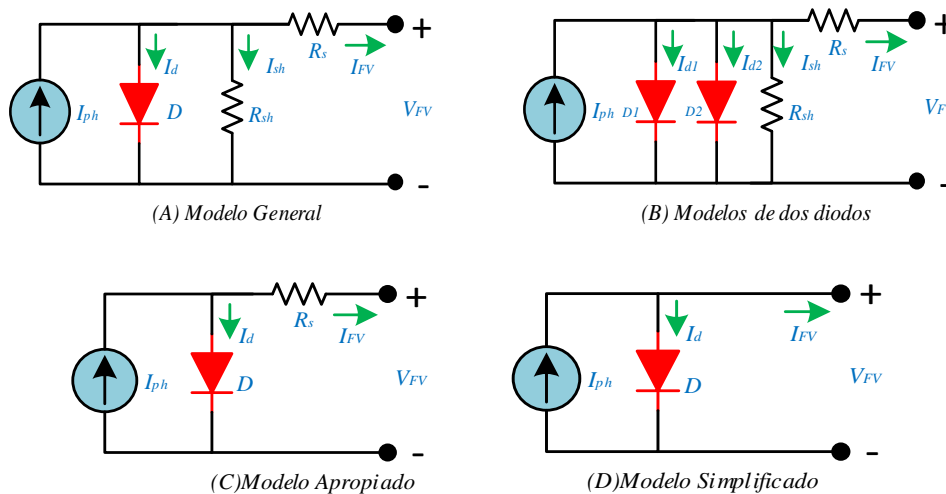 Rs
+
Id
Ish
IFV
Iph
D
Rsh
VFV
-
(A) Modelo General
Rs
+
Id1
Id2
Ish
IFV
Iph
D1
D2
Rsh
VF
-
(B) Modelos de dos diodos
Rs
+
Id
IFV
Iph
D
VFV
-
(C)Modelo Apropiado
+
Id
IFV
Iph
D
VFV
-
(D)Modelo Simplificado